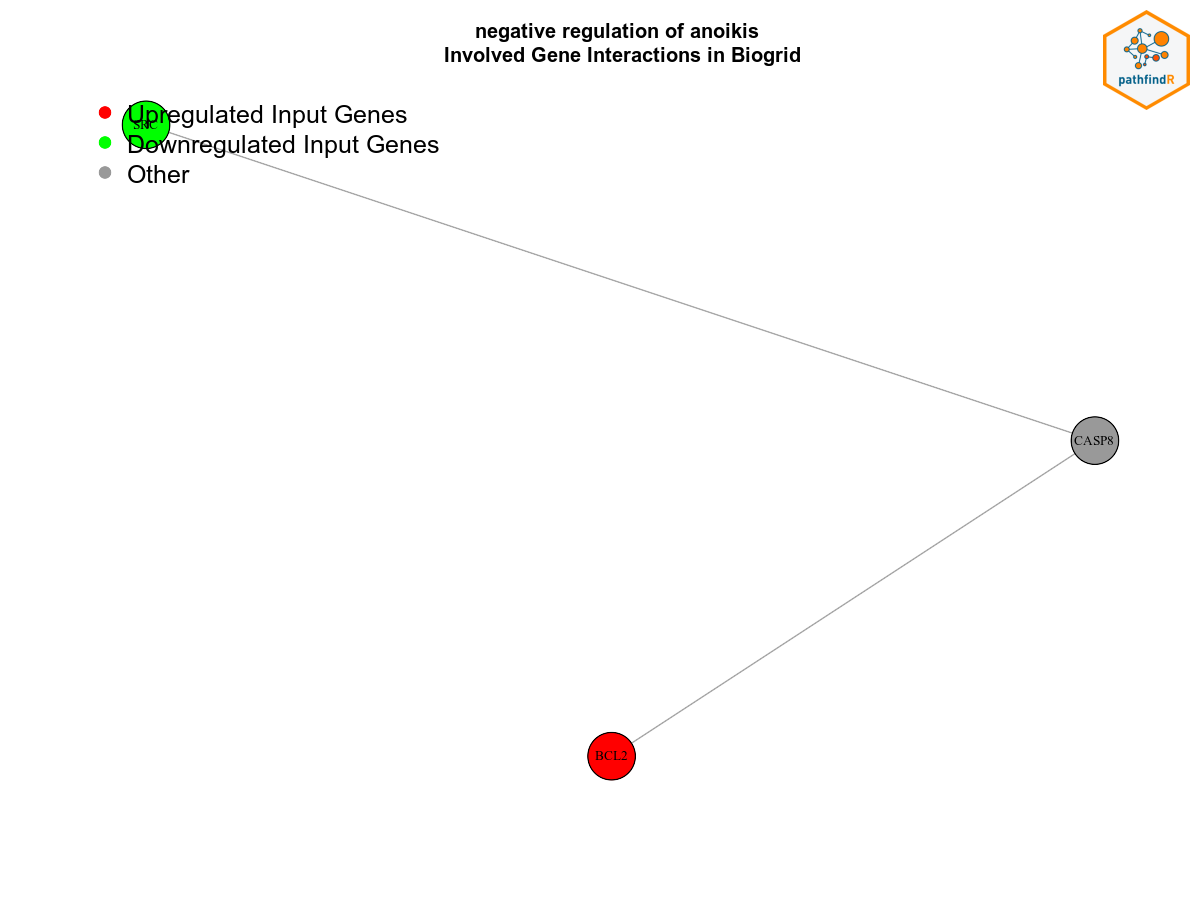 negative regulation of anoikis
Involved Gene Interactions in Biogrid
pathfindR
Upregulated Input Genes
SRC
Downregulated Input Genes
Other
CASP8
BCL2